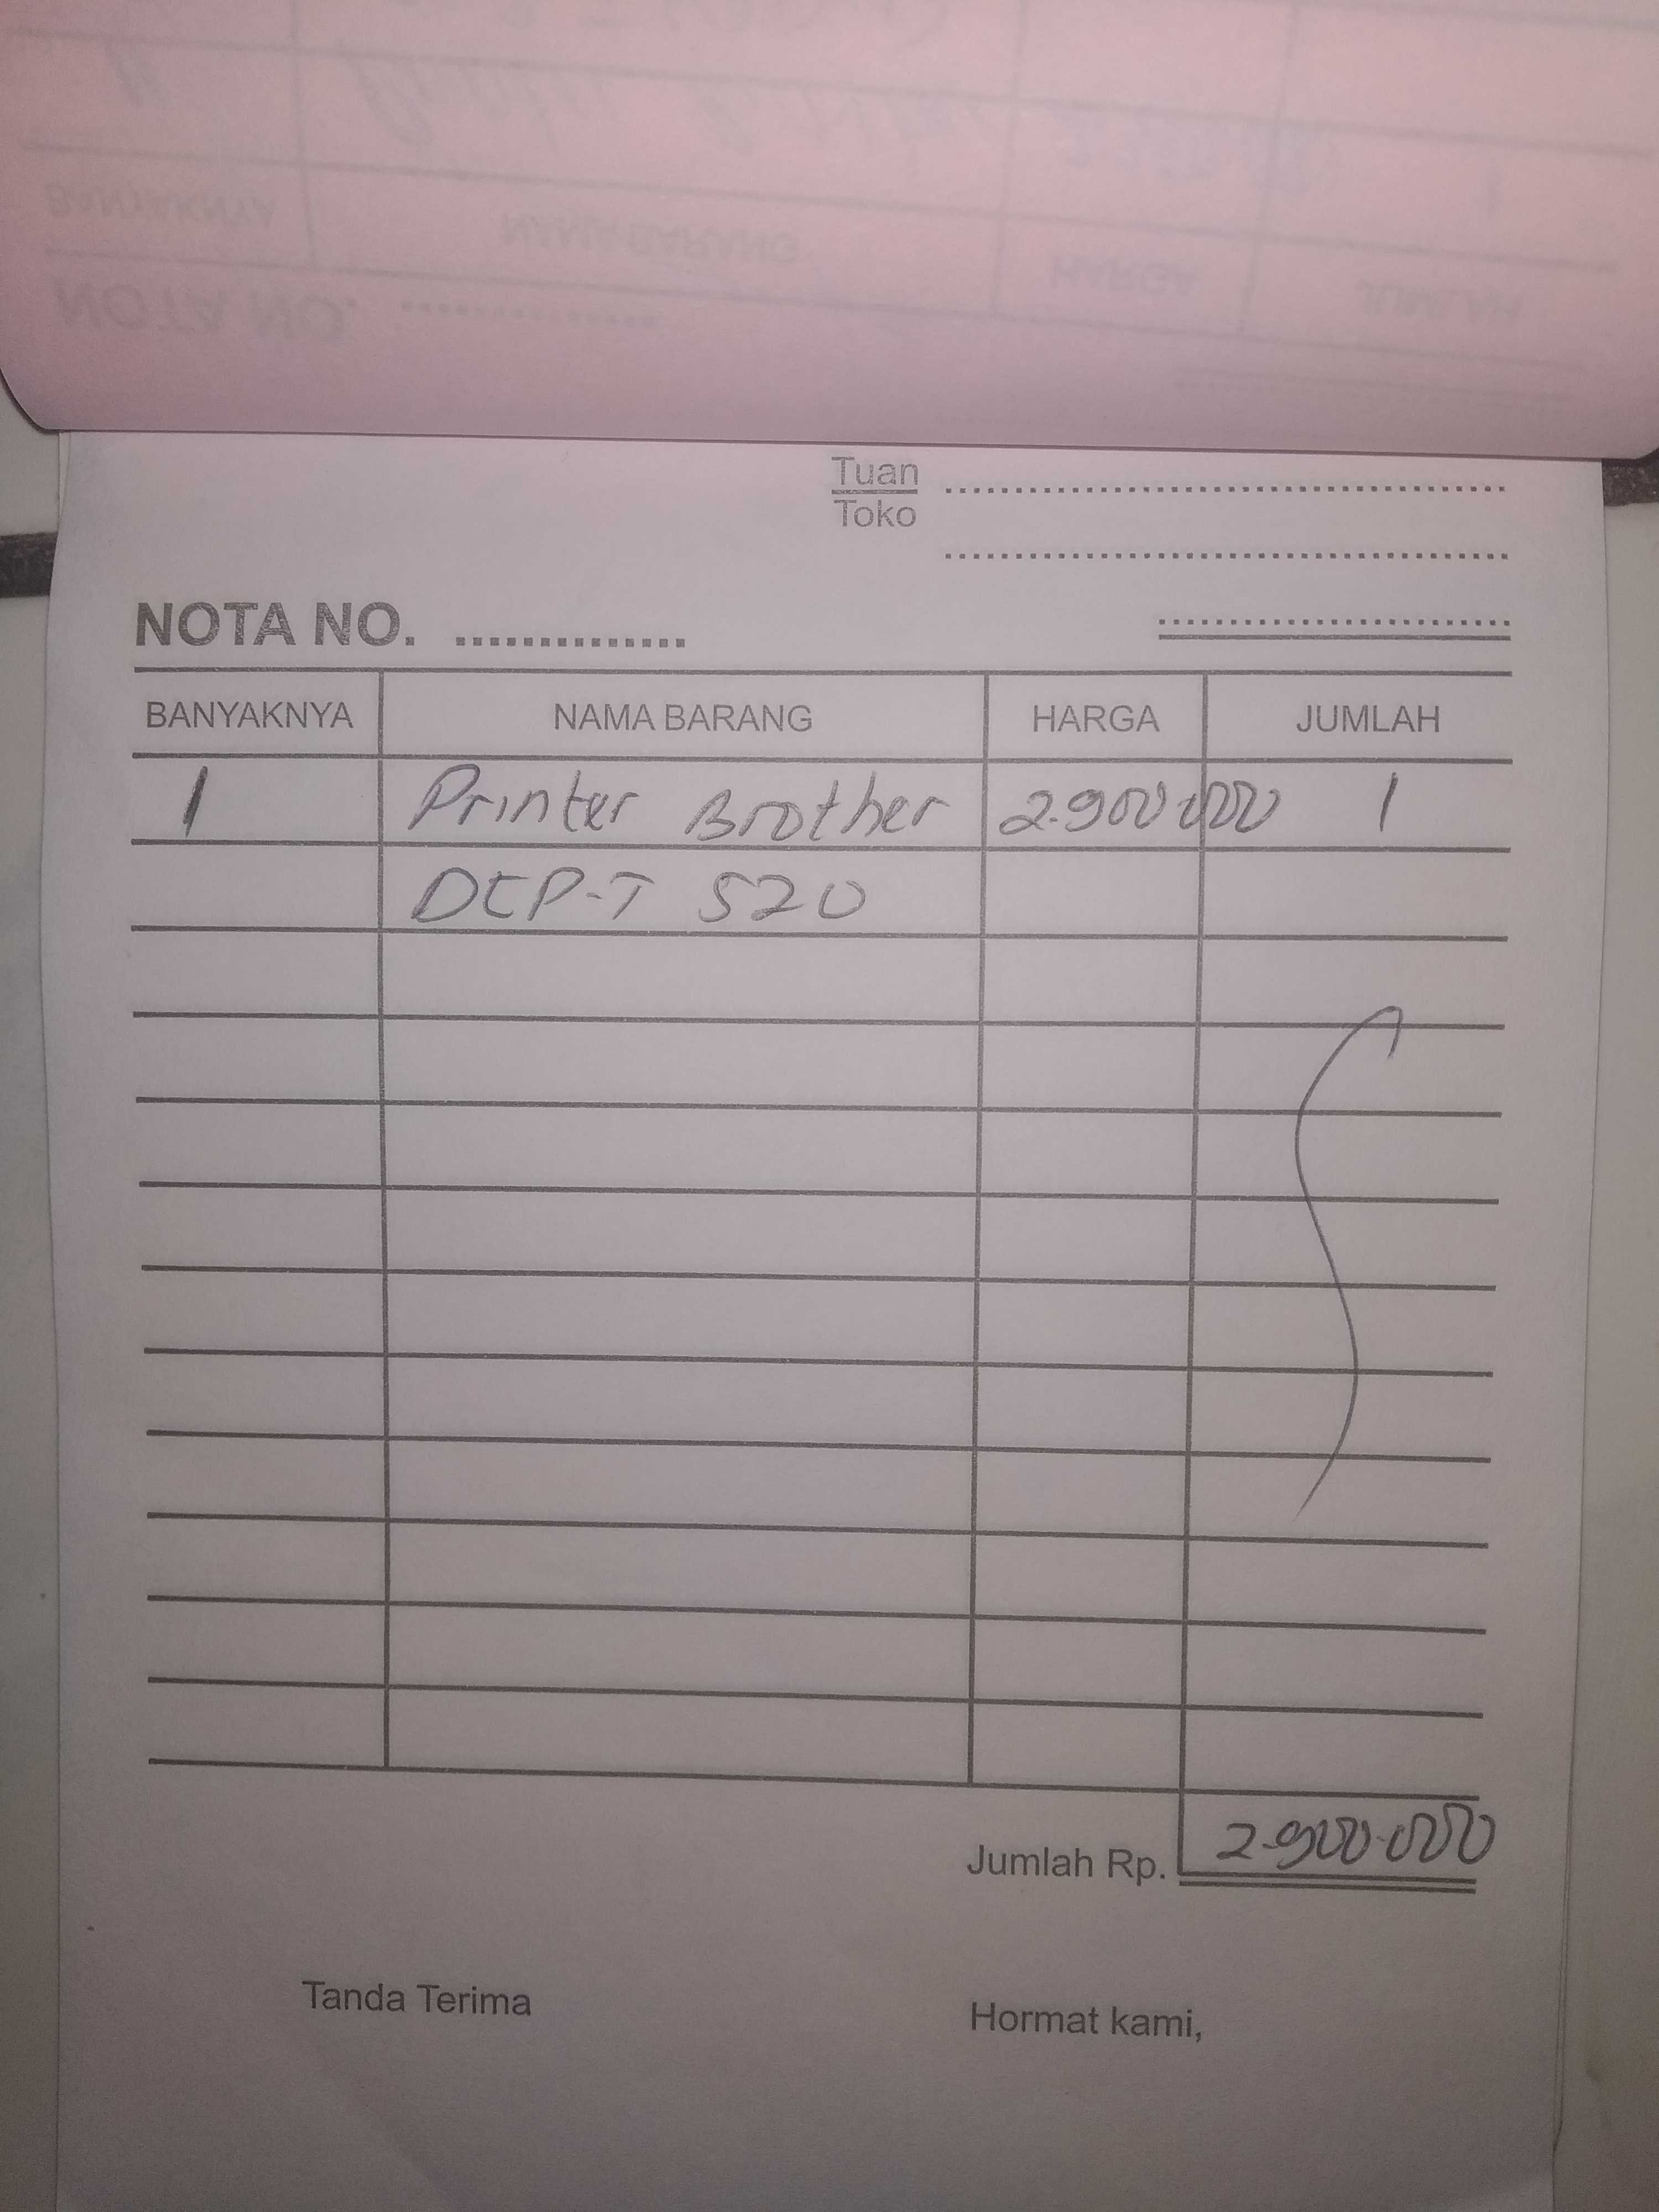 Tuan
Toko
NOTA NO. ..............
BANYAKNYA NAMA BARANG HARGA JUMLAH
1 Printer Brother 2.900.000 1
DCP-T 520
Jumlah Rp. 2.900.000
Tanda Terima Hormat kami,